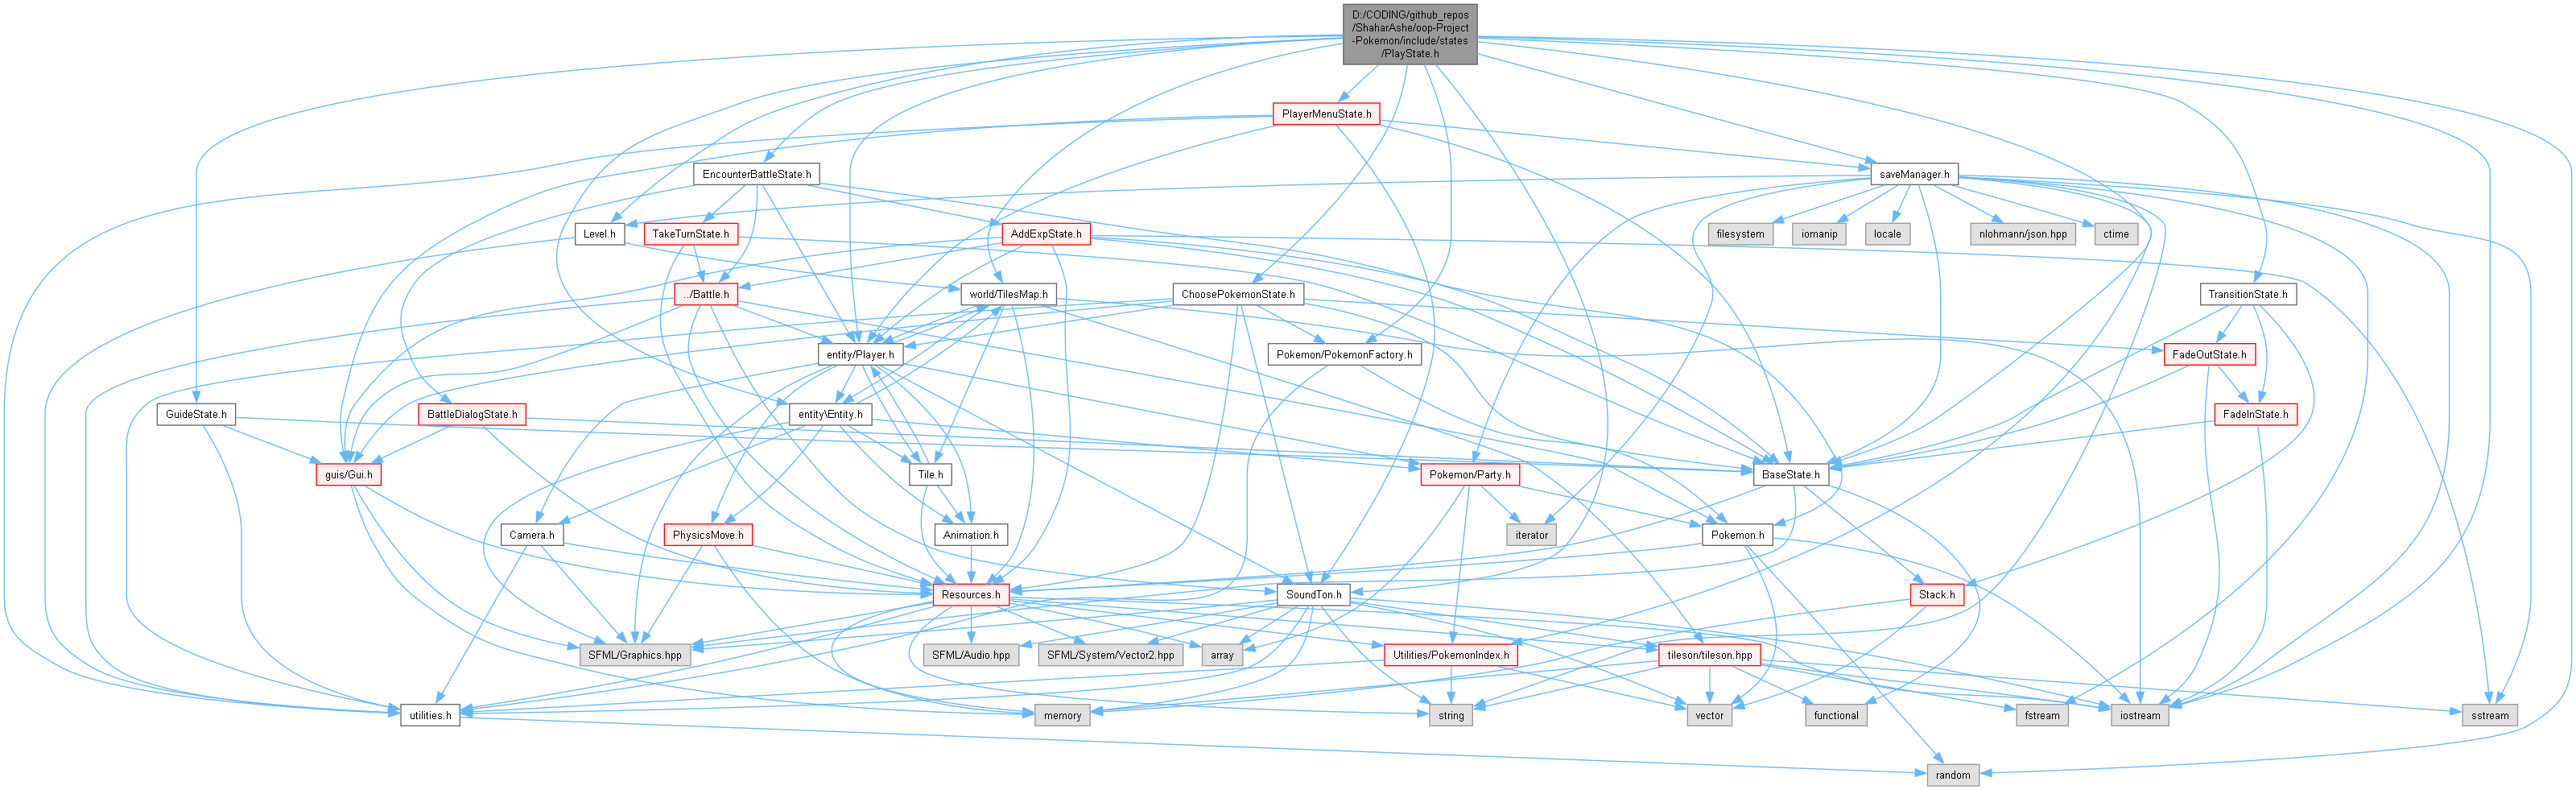 D:/CODING/github_repos
/ShaharAshe/oop-Project
-Pokemon/include/states
/PlayState.h
PlayerMenuState.h
EncounterBattleState.h
saveManager.h
Level.h
TakeTurnState.h
AddExpState.h
filesystem
iomanip
locale
nlohmann/json.hpp
ctime
../Battle.h
world/TilesMap.h
ChoosePokemonState.h
TransitionState.h
entity/Player.h
Pokemon/PokemonFactory.h
FadeOutState.h
GuideState.h
BattleDialogState.h
entity\Entity.h
FadeInState.h
guis/Gui.h
Tile.h
Pokemon/Party.h
BaseState.h
Camera.h
PhysicsMove.h
Animation.h
iterator
Pokemon.h
Resources.h
SoundTon.h
Stack.h
SFML/Graphics.hpp
SFML/Audio.hpp
SFML/System/Vector2.hpp
array
Utilities/PokemonIndex.h
tileson/tileson.hpp
utilities.h
memory
string
vector
functional
fstream
iostream
sstream
random